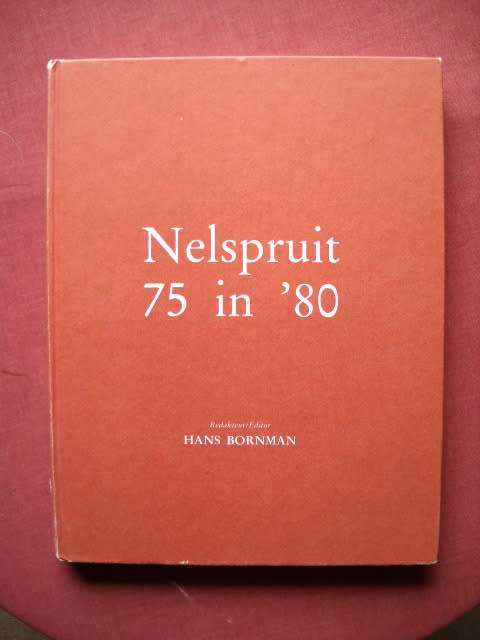 Nelspruit
75 in ’80
Redakteur/Editor
HANS BORNMAN